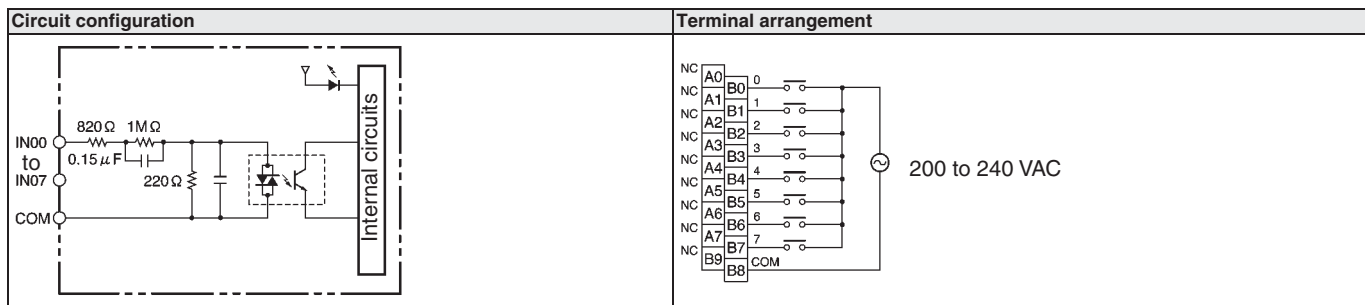 Circuit configuration
Terminal arrangement
IN00
to
IN07
COM
820Ω 1MΩ
0.15μF
220Ω
Internal circuits
NC A0
B0 0
NC A1
B1 1
NC A2
B2 2
NC A3
B3 3
NC A4
B4 4
NC A5
B5 5
NC A6
B6 6
NC A7
B7 7
NC B9
B8 COM
200 to 240 VAC